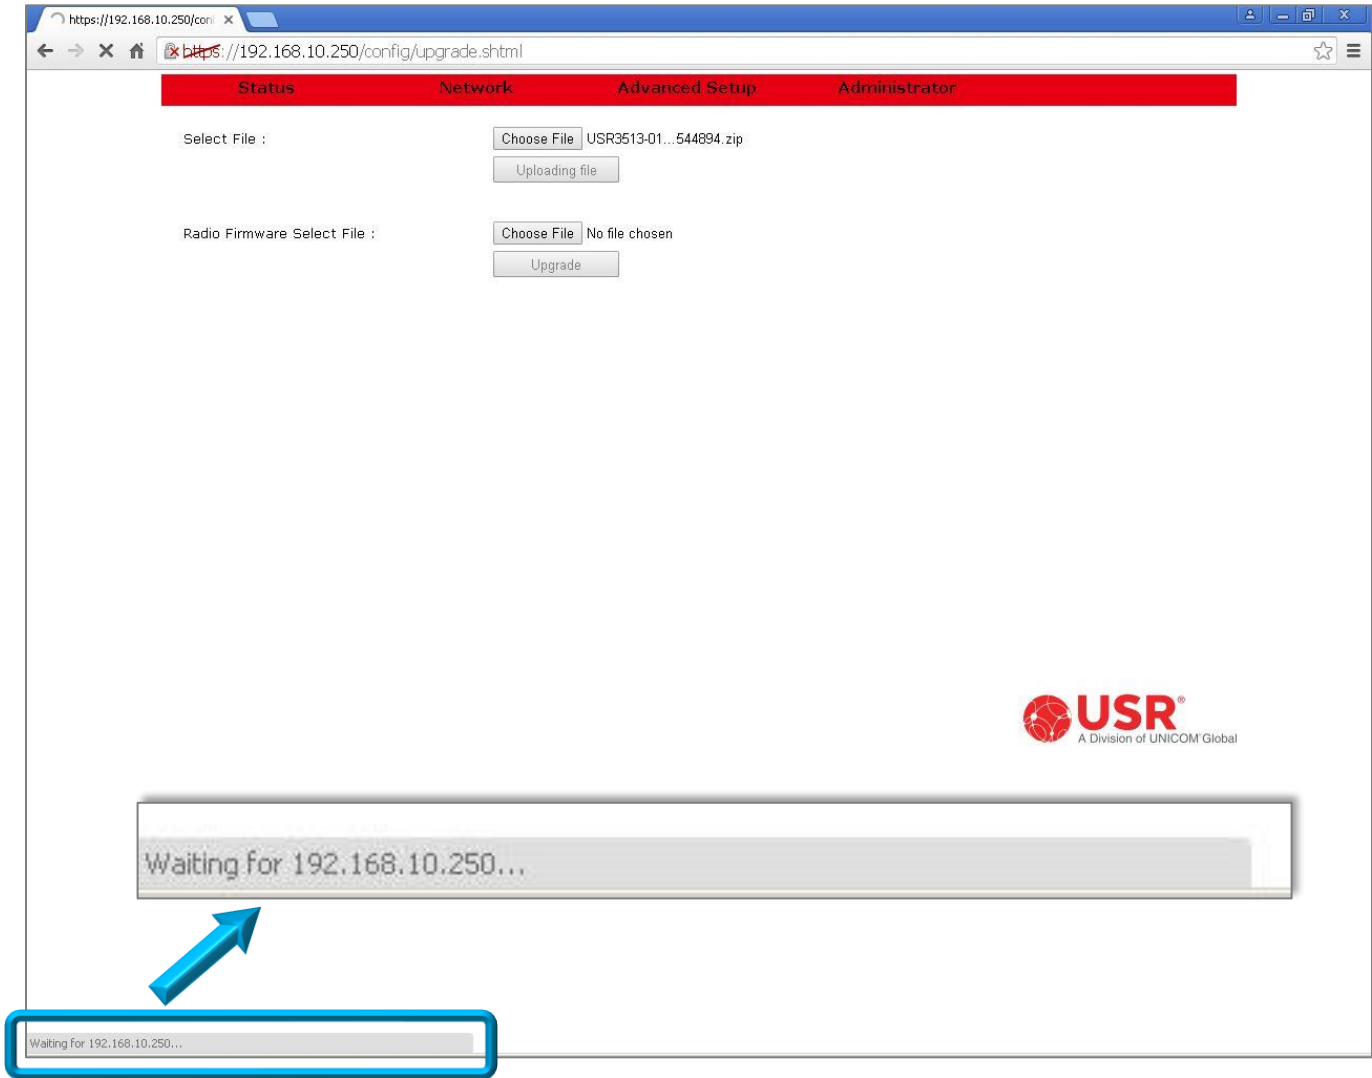 https://192.168.10.250/con
https://192.168.10.250/config/upgrade.shtml
Status Network Advanced Setup Administrator
Select File : Choose File USR3513-01...544894.zip
Uploading file
Radio Firmware Select File : Choose File No file chosen
Upgrade
USR®
A Division of UNICOM Global
Waiting for 192.168.10.250...
Waiting for 192.168.10.250...